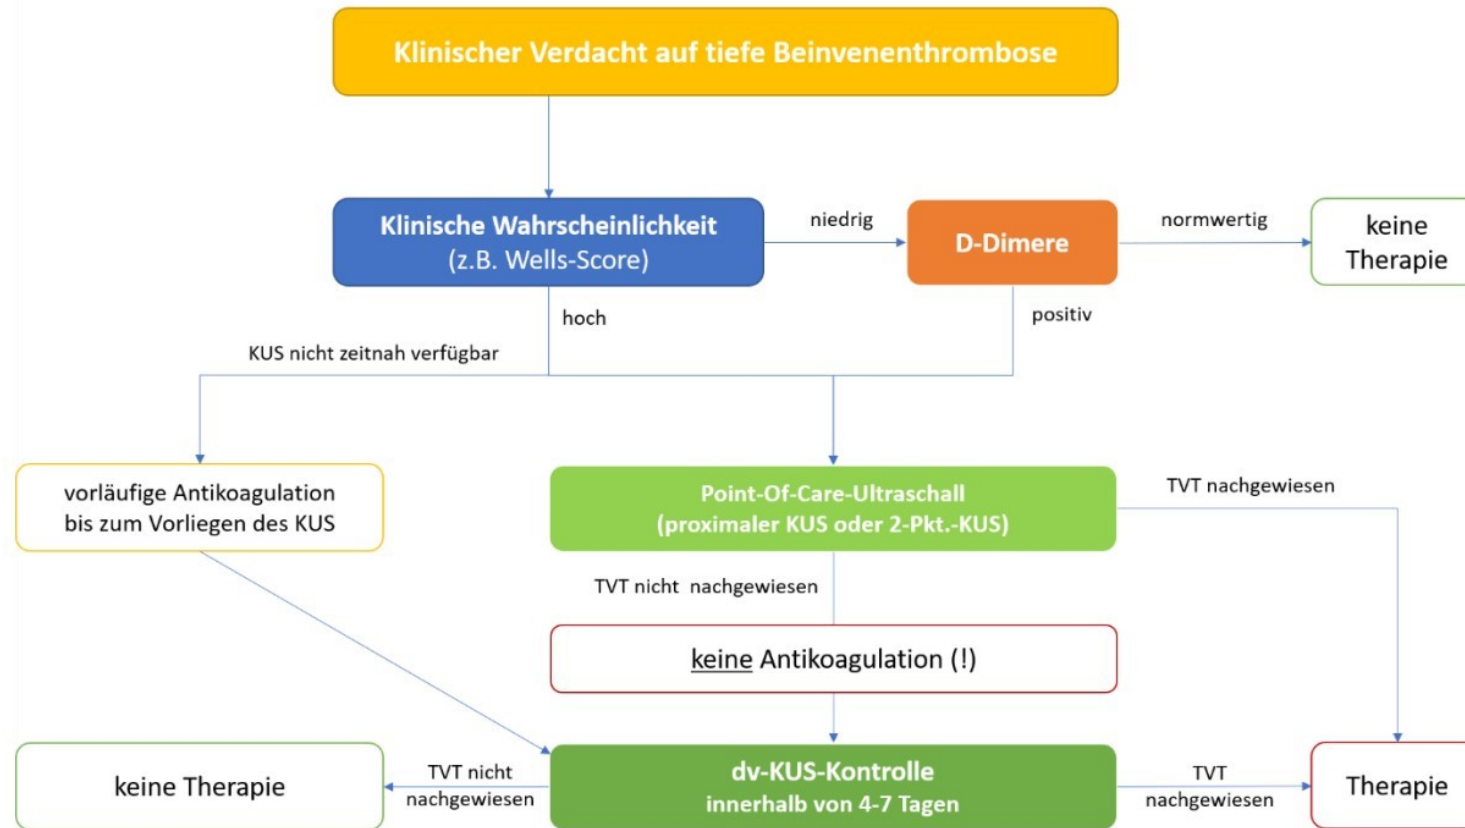 Klinischer Verdacht auf tiefe Beinvenenthrombose
Klinische Wahrscheinlichkeit
(z.B. Wells-Score)
niedrig
D-Dimere
normwertig
keine
Therapie
hoch
positiv
KUS nicht zeitnah verfügbar
vorläufige Antikoagulation
bis zum Vorliegen des KUS
Point-Of-Care-Ultraschall
(proximaler KUS oder 2-Pkt.-KUS)
TVT nachgewiesen
TVT nicht nachgewiesen
keine Antikoagulation (!)
keine Therapie
TVT nicht
nachgewiesen
dv-KUS-Kontrolle
innerhalb von 4-7 Tagen
TVT
nachgewiesen
Therapie